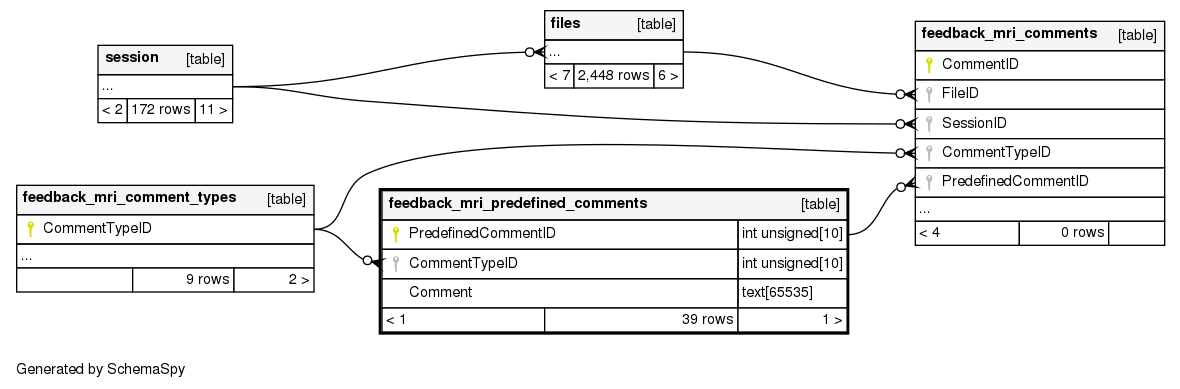 session [table]
...
< 2 172 rows 11 >
files [table]
...
< 7 2,448 rows 6 >
feedback_mri_comments [table]
CommentID
FileID
SessionID
CommentTypeID
PredefinedCommentID
...
< 4 0 rows
feedback_mri_comment_types [table]
CommentTypeID
...
9 rows 2 >
feedback_mri_predefined_comments [table]
PredefinedCommentID int unsigned[10]
CommentTypeID int unsigned[10]
Comment text[65535]
< 1 39 rows 1 >
Generated by SchemaSpy